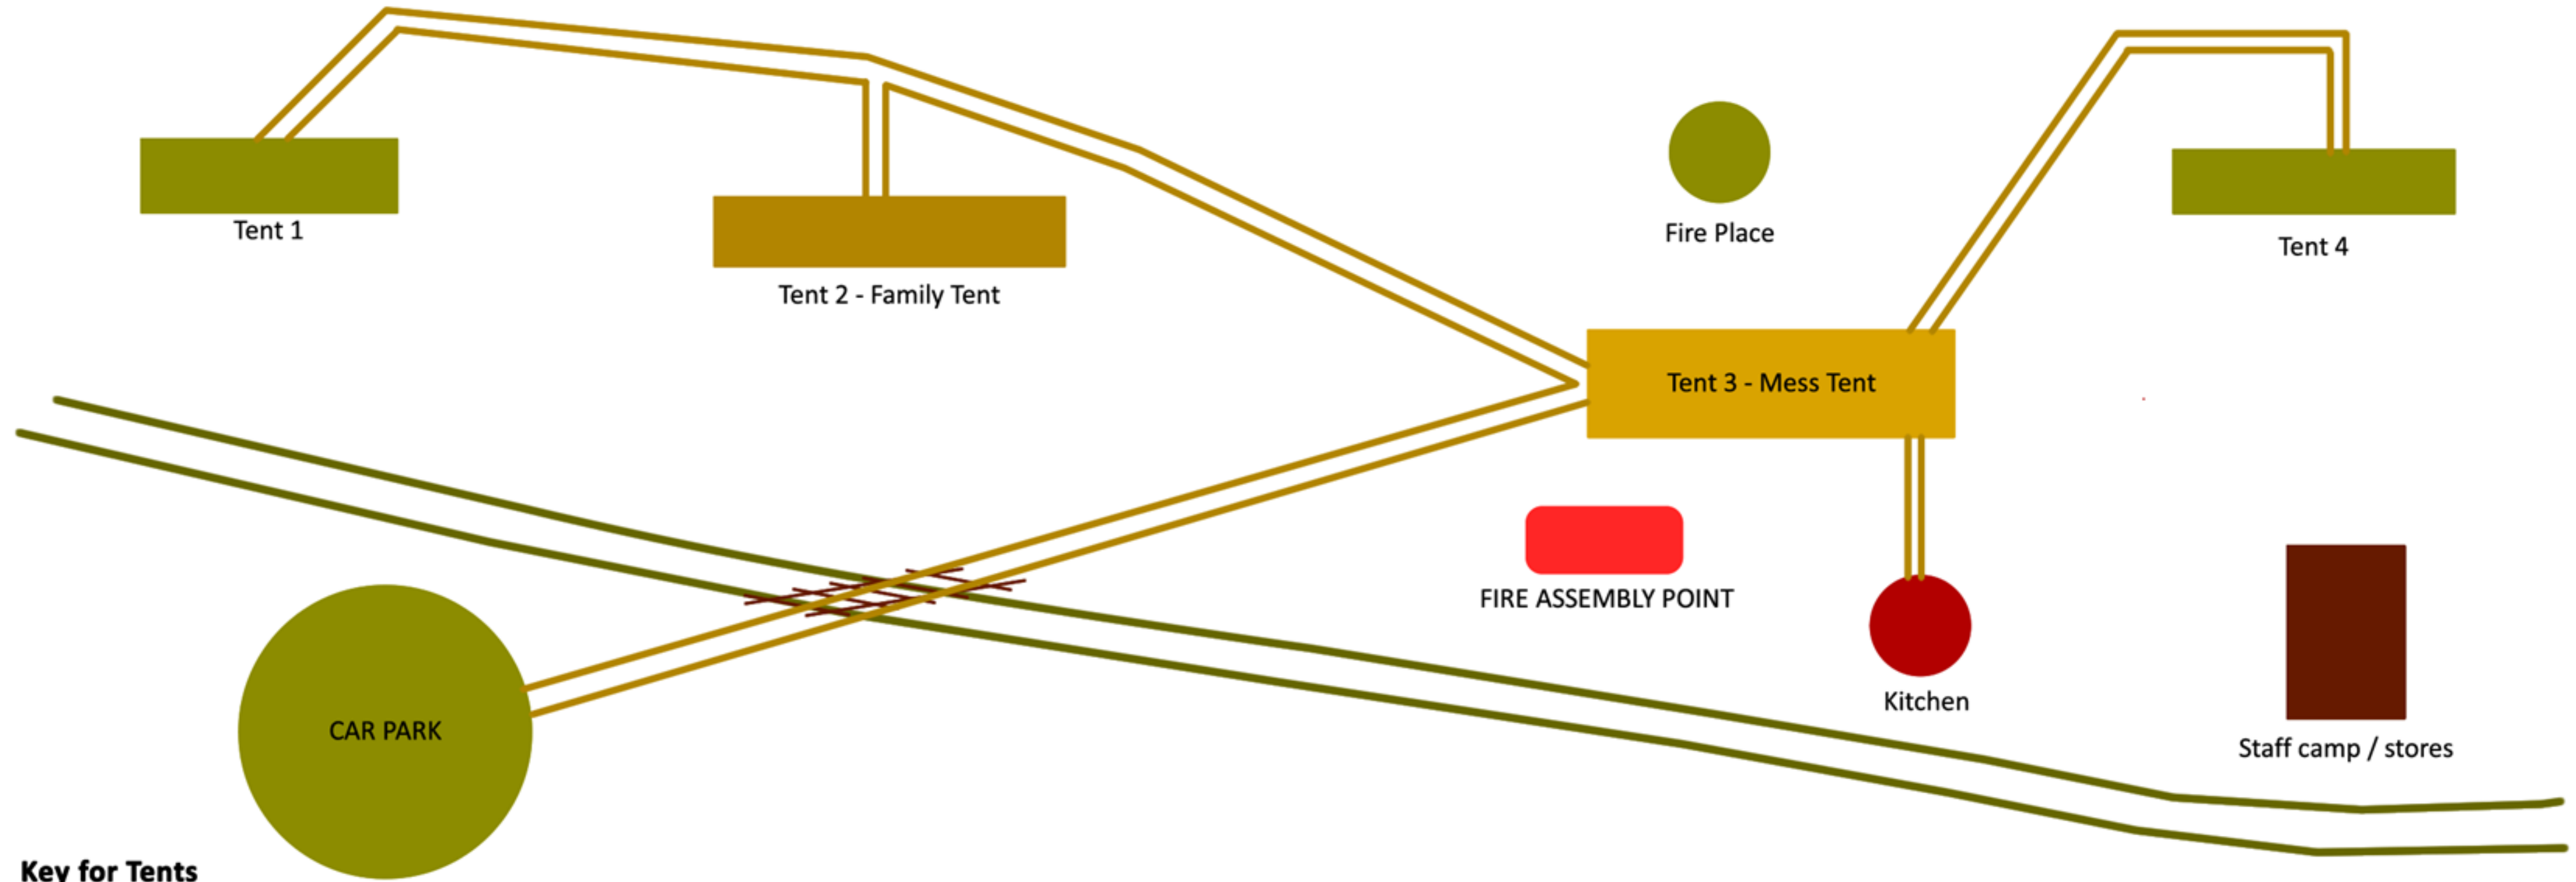 Tent 1
Tent 2 - Family Tent
Fire Place
Tent 4
Tent 3 - Mess Tent
FIRE ASSEMBLY POINT
Kitchen
CAR PARK
Staff camp / stores
Key for Tents